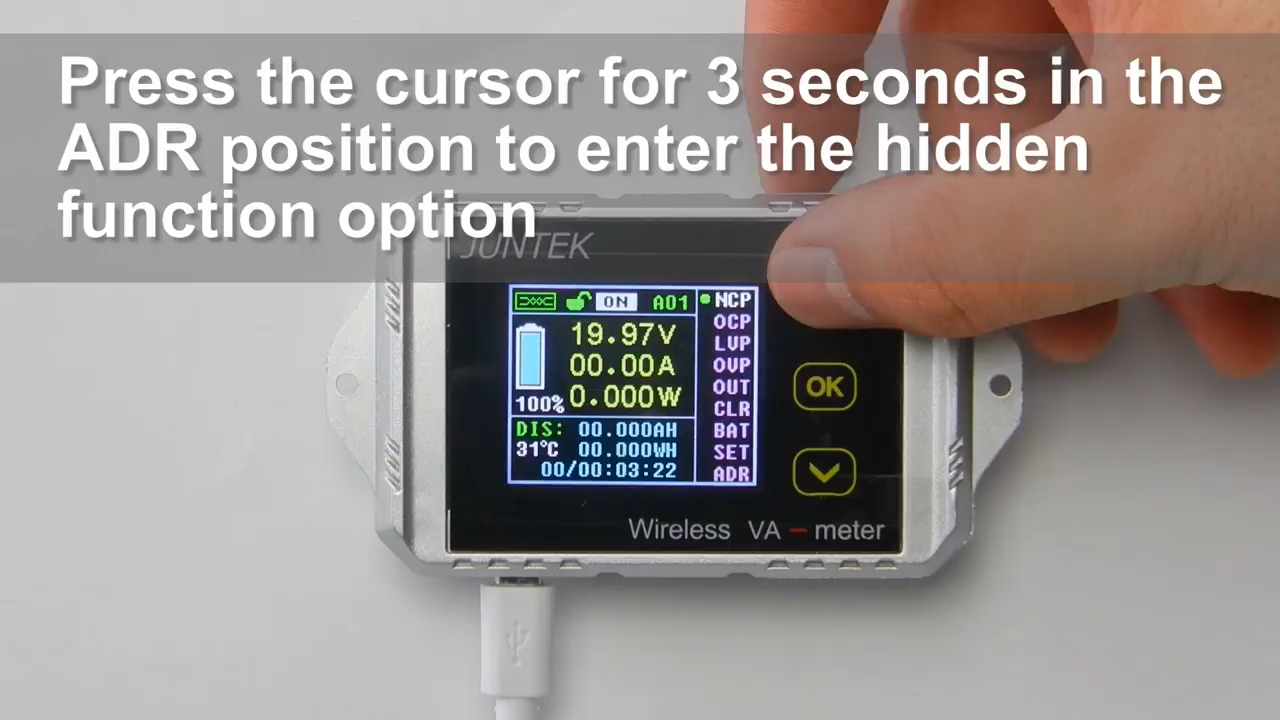 Press the cursor for 3 seconds in the
ADR position to enter the hidden
function option
JUNTEK
ON A01
19.97V
00.00A
0.000W
100%
DIS: 00.000AH
31℃ 00.000WH
00/00:03:22
NCP
OCP
LVP
OVP
OUT
CLR
BAT
SET
ADR
OK
Wireless VA-meter